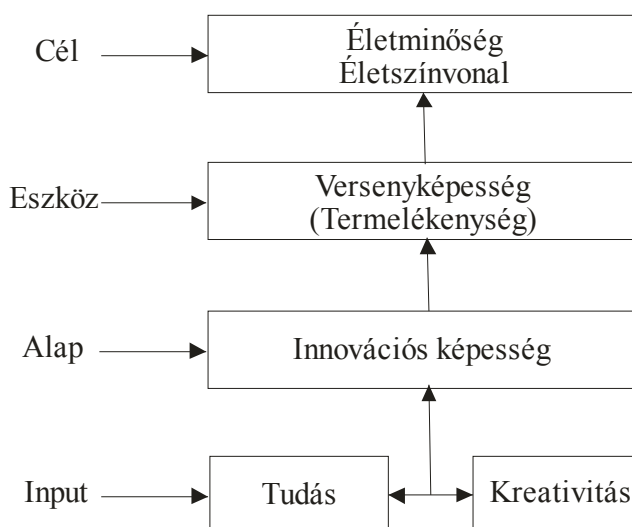 Cél
Életminőség
Életszínvonal
Eszköz
Versenyképesség
(Termelékenység)
Alap
Innovációs képesség
Input
Tudás
Kreativitás